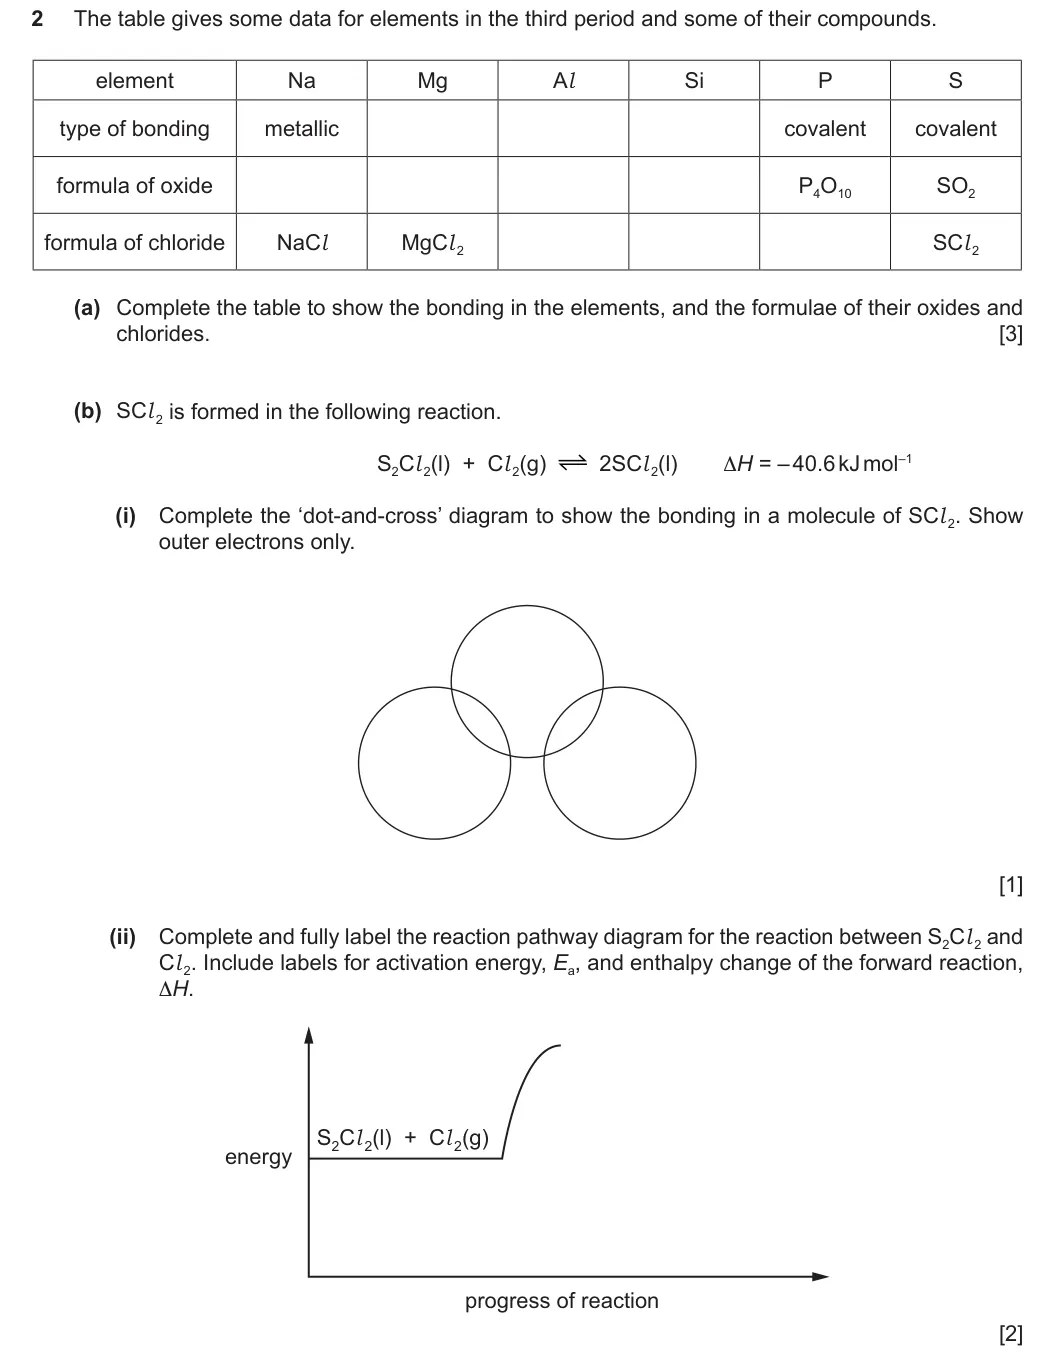 2 The table gives some data for elements in the third period and some of their compounds.
element Na Mg Al Si P S
type of bonding metallic covalent covalent
formula of oxide P₄O₁₀ SO₂
formula of chloride NaCl MgCl₂ SCl₂
(a) Complete the table to show the bonding in the elements, and the formulae of their oxides and
chlorides. [3]
(b) SCl₂ is formed in the following reaction.
S₂Cl₂(l) + Cl₂(g) ⇌ 2SCl₂(l) ΔH = –40.6 kJ mol⁻¹
(i) Complete the ‘dot-and-cross’ diagram to show the bonding in a molecule of SCl₂. Show
outer electrons only.
[1]
(ii) Complete and fully label the reaction pathway diagram for the reaction between S₂Cl₂ and
Cl₂. Include labels for activation energy, Eₐ, and enthalpy change of the forward reaction,
ΔH.
S₂Cl₂(l) + Cl₂(g)
energy
progress of reaction
[2]